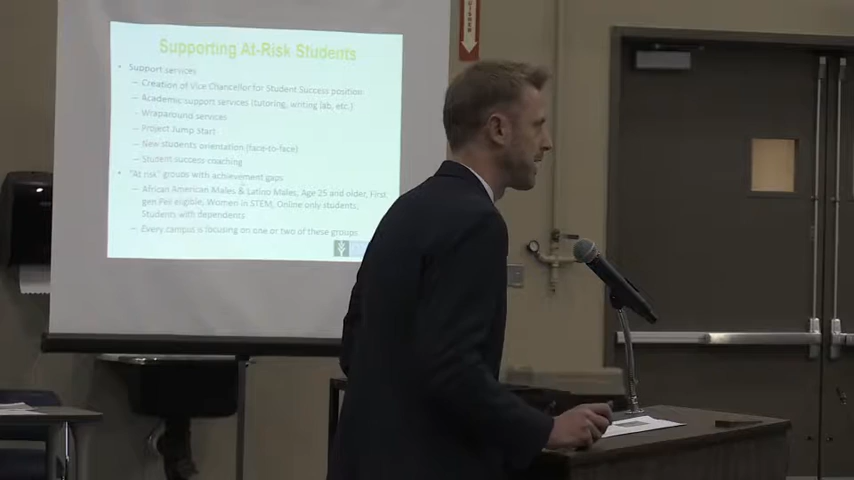 Supporting At-Risk Students
• Support services
– Creation of Vice Chancellor for Student Success position
– Academic support services (tutoring, writing lab, etc.)
– Wraparound services
– Project Jump Start
– New students orientation (face-to-face)
– Student success coaching
• "At risk" groups with achievement gaps
– African American Males & Latino Males, Age 25 and older, First
gen, Pell eligible, Women in STEM, Online only students,
Students with dependents
– Every campus is focusing on one or two of these groups